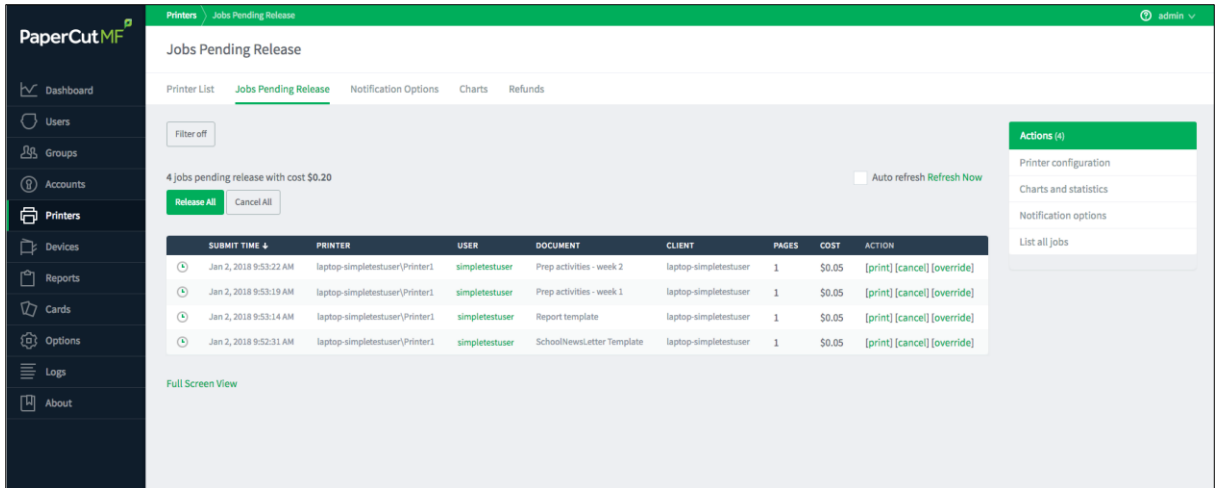 PaperCutMF
Printers Jobs Pending Release
admin
Jobs Pending Release
Dashboard
Users
Groups
Accounts
Printers
Devices
Reports
Cards
Options
Logs
About
Printer List Jobs Pending Release Notification Options Charts Refunds
Filter off
4 jobs pending release with cost $0.20
Auto refresh Refresh Now
Release All Cancel All
SUBMIT TIME ↓ PRINTER USER DOCUMENT CLIENT PAGES COST ACTION
Jan 2, 2018 9:53:22 AM laptop-simpletestuser\Printer1 simpletestuser Prep activities - week 2 laptop-simpletestuser 1 $0.05 [print] [cancel] [override]
Jan 2, 2018 9:53:19 AM laptop-simpletestuser\Printer1 simpletestuser Prep activities - week 1 laptop-simpletestuser 1 $0.05 [print] [cancel] [override]
Jan 2, 2018 9:53:14 AM laptop-simpletestuser\Printer1 simpletestuser Report template laptop-simpletestuser 1 $0.05 [print] [cancel] [override]
Jan 2, 2018 9:52:31 AM laptop-simpletestuser\Printer1 simpletestuser SchoolNewsLetter Template laptop-simpletestuser 1 $0.05 [print] [cancel] [override]
Full Screen View
Actions (4)
Printer configuration
Charts and statistics
Notification options
List all jobs